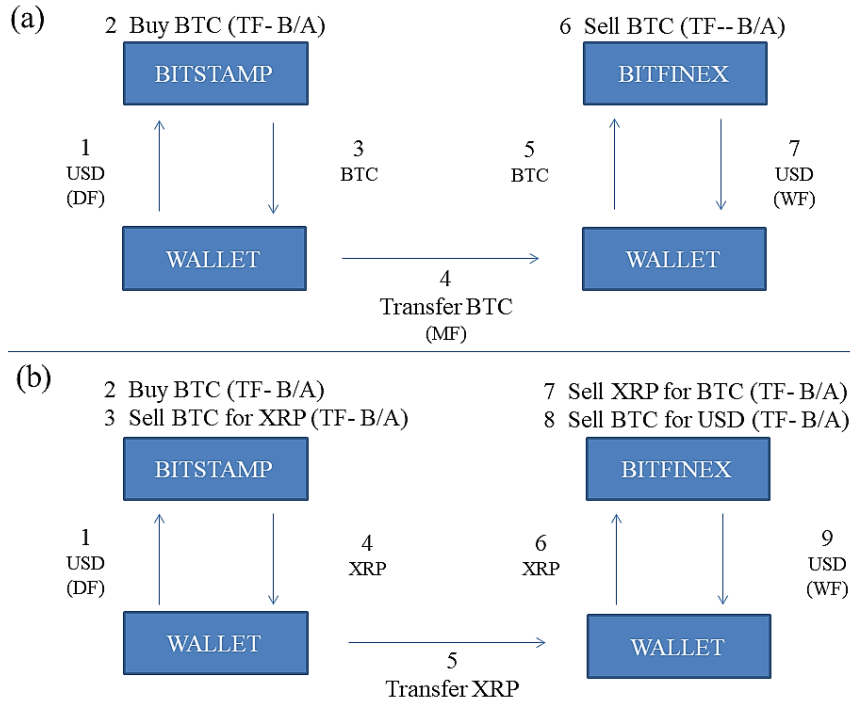 (a)
2 Buy BTC (TF- B/A)
6 Sell BTC (TF-- B/A)
BITSTAMP
BITFINEX
1
USD
(DF)
3
BTC
5
BTC
7
USD
(WF)
WALLET
WALLET
4
Transfer BTC
(MF)
(b)
2 Buy BTC (TF- B/A)
3 Sell BTC for XRP (TF- B/A)
7 Sell XRP for BTC (TF- B/A)
8 Sell BTC for USD (TF- B/A)
BITSTAMP
BITFINEX
1
USD
(DF)
4
XRP
6
XRP
9
USD
(WF)
WALLET
WALLET
5
Transfer XRP